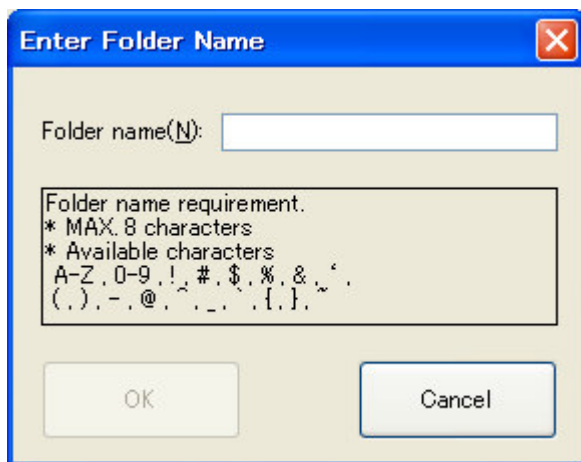 Enter Folder Name
Folder name(N):
Folder name requirement.
* MAX. 8 characters
* Available characters
A-Z , 0-9 , ! , # , $ , % , & , ‘ ,
( , ) , - , @ , ^ , _ , ` , { , } , ~
OK
Cancel